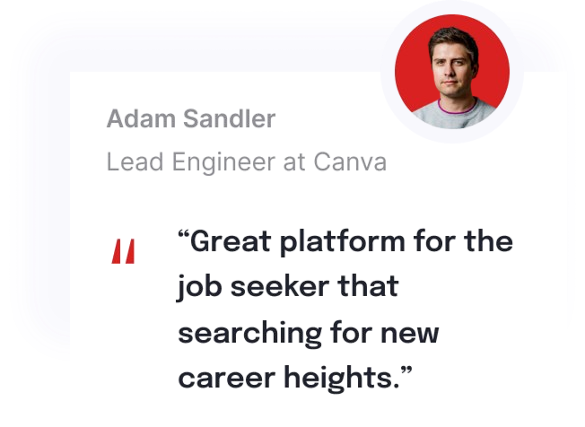 Adam Sandler
Lead Engineer at Canva
“Great platform for the
job seeker that
searching for new
career heights.”